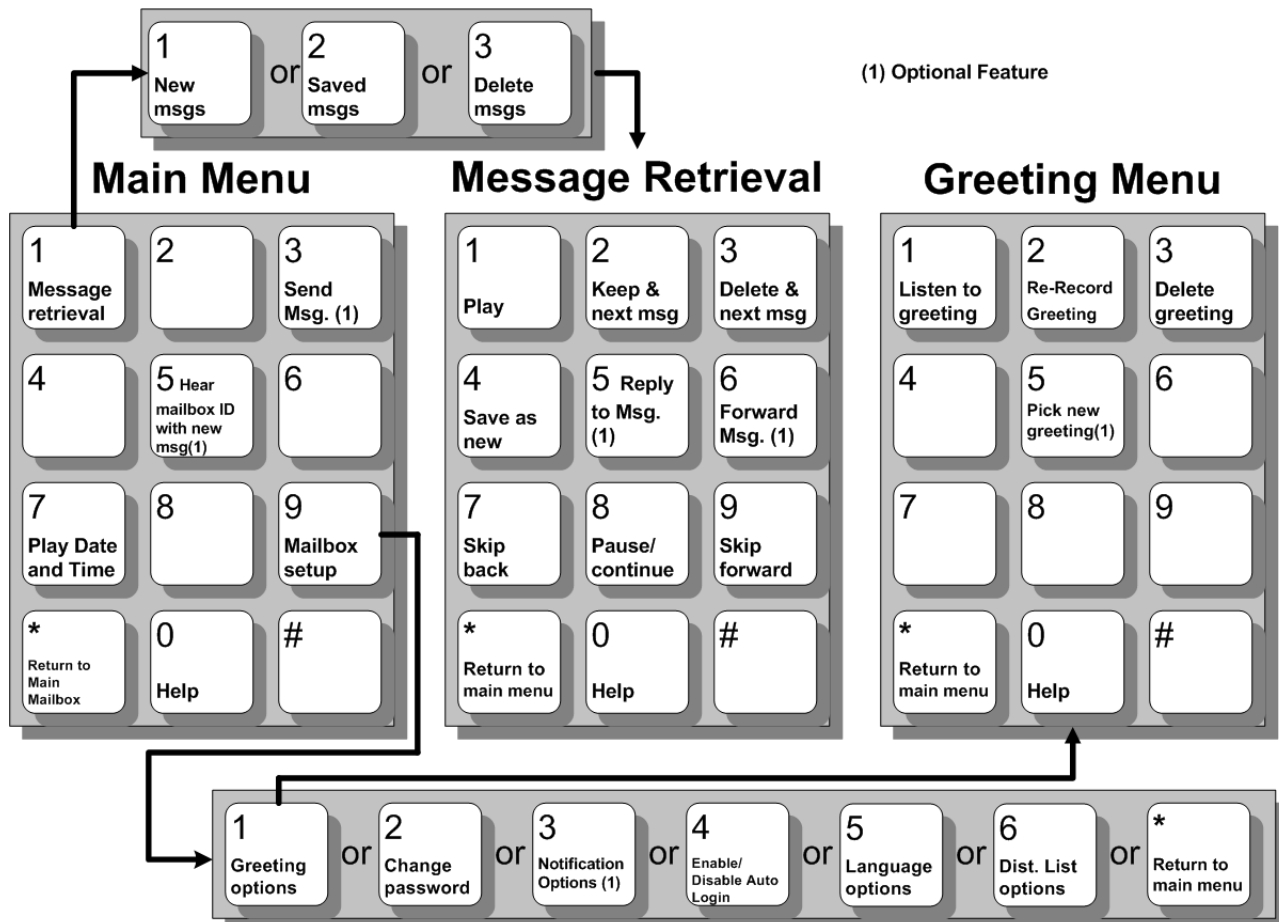 1
New
msgs
or
2
Saved
msgs
or
3
Delete
msgs
(1) Optional Feature
Main Menu
1
Message
retrieval
2
3
Send
Msg. (1)
4
5 Hear
mailbox ID
with new
msg(1)
6
7
Play Date
and Time
8
9
Mailbox
setup
*
Return to
Main
Mailbox
0
Help
#
Message Retrieval
1
Play
2
Keep &
next msg
3
Delete &
next msg
4
Save as
new
5 Reply
to Msg.
(1)
6
Forward
Msg. (1)
7
Skip
back
8
Pause/
continue
9
Skip
forward
*
Return to
main menu
0
Help
#
Greeting Menu
1
Listen to
greeting
2
Re-Record
Greeting
3
Delete
greeting
4
5
Pick new
greeting(1)
6
7
8
9
*
Return to
main menu
0
Help
#
1
Greeting
options
or
2
Change
password
or
3
Notification
Options (1)
or
4
Enable/
Disable Auto
Login
or
5
Language
options
or
6
Dist. List
options
or
*
Return to
main menu